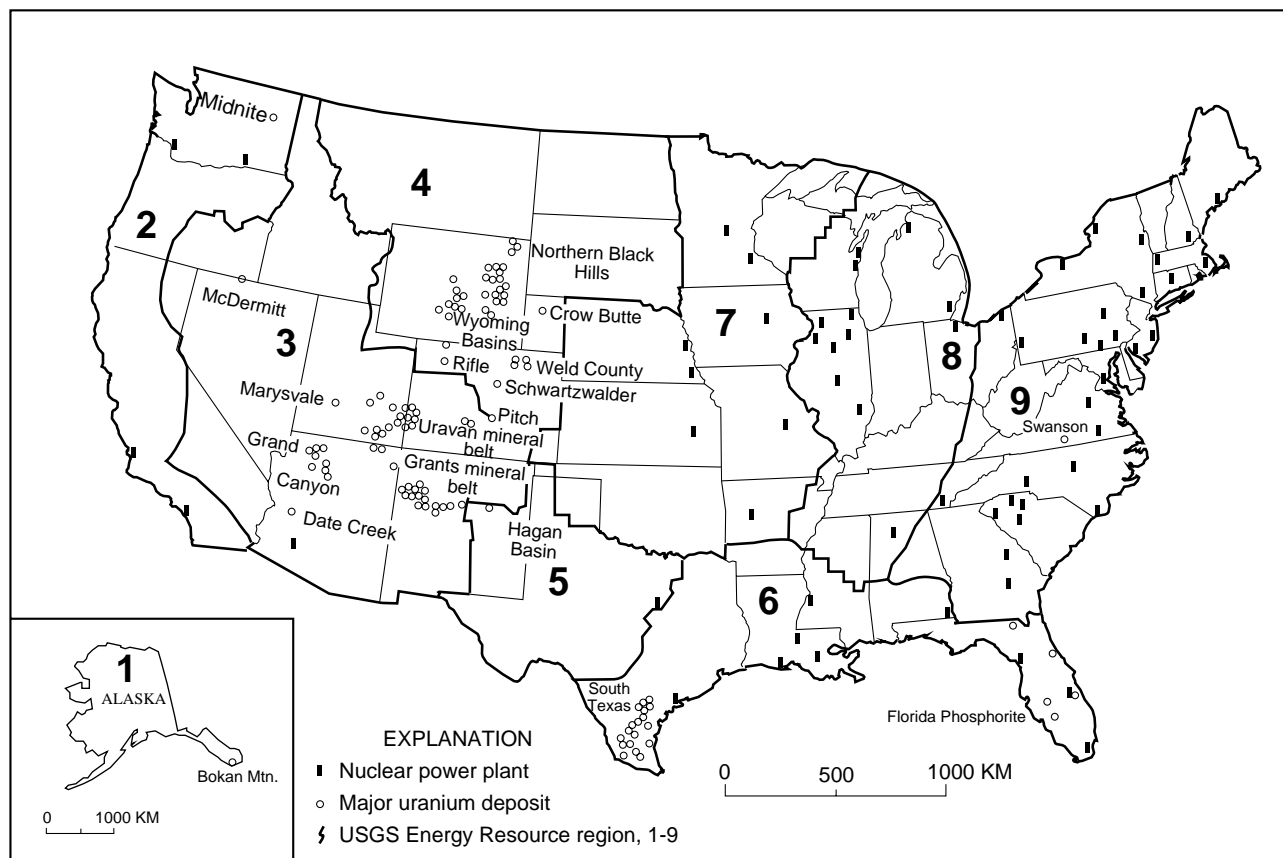 Midnite
4
2
Northern Black
Hills
McDermitt
Crow Butte
Wyoming
Basins
7
3
8
Rifle
Weld County
Schwartzwalder
Marysvale
9
Pitch
Swanson
Uravan mineral
belt
Grand
Canyon
Grants mineral
belt
Date Creek
Hagan
Basin
5
6
1
ALASKA
Bokan Mtn.
0 1000 KM
South
Texas
Florida Phosphorite
EXPLANATION
Nuclear power plant
Major uranium deposit
USGS Energy Resource region, 1-9
0 500 1000 KM